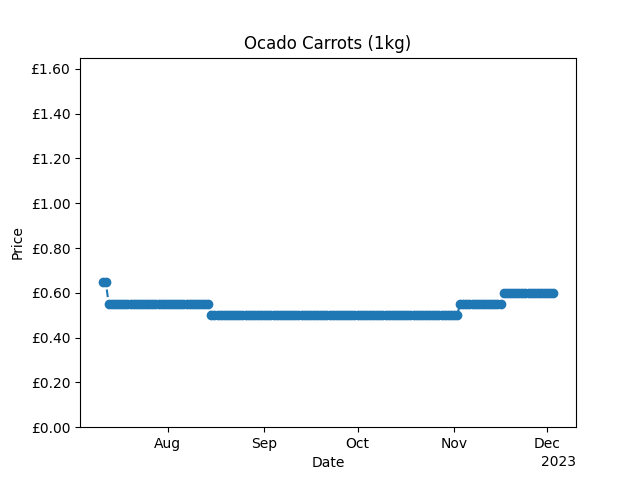 Ocado Carrots (1kg)
£1.60
£1.40
£1.20
£1.00
£0.80
£0.60
£0.40
£0.20
£0.00
Price
Aug Sep Oct Nov Dec
Date
2023